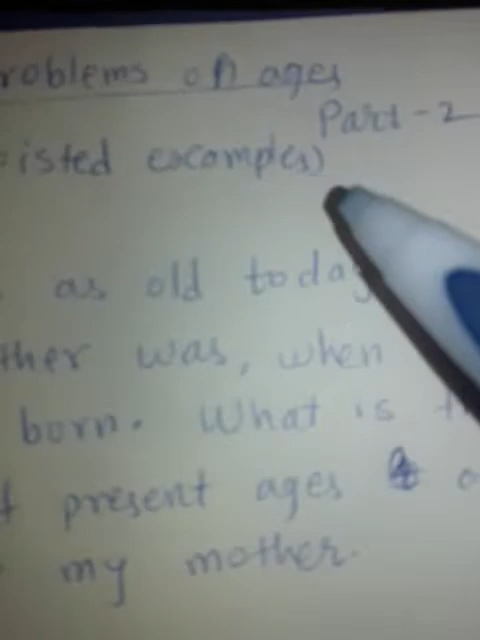 roblems on ages
Part-2
isted examples)
as old today
ther was, when
born. What is
present ages
my mother.